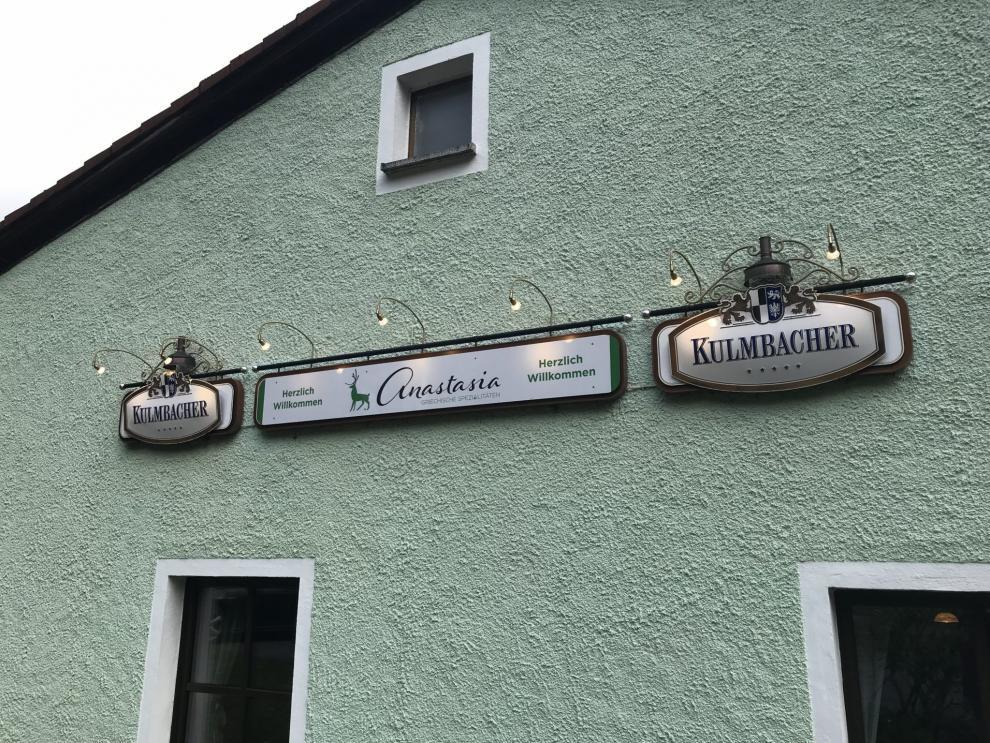 KULMBACHER
Herzlich
Willkommen
Anastasia
GRIECHISCHE SPEZIALITÄTEN
Herzlich
Willkommen
KULMBACHER